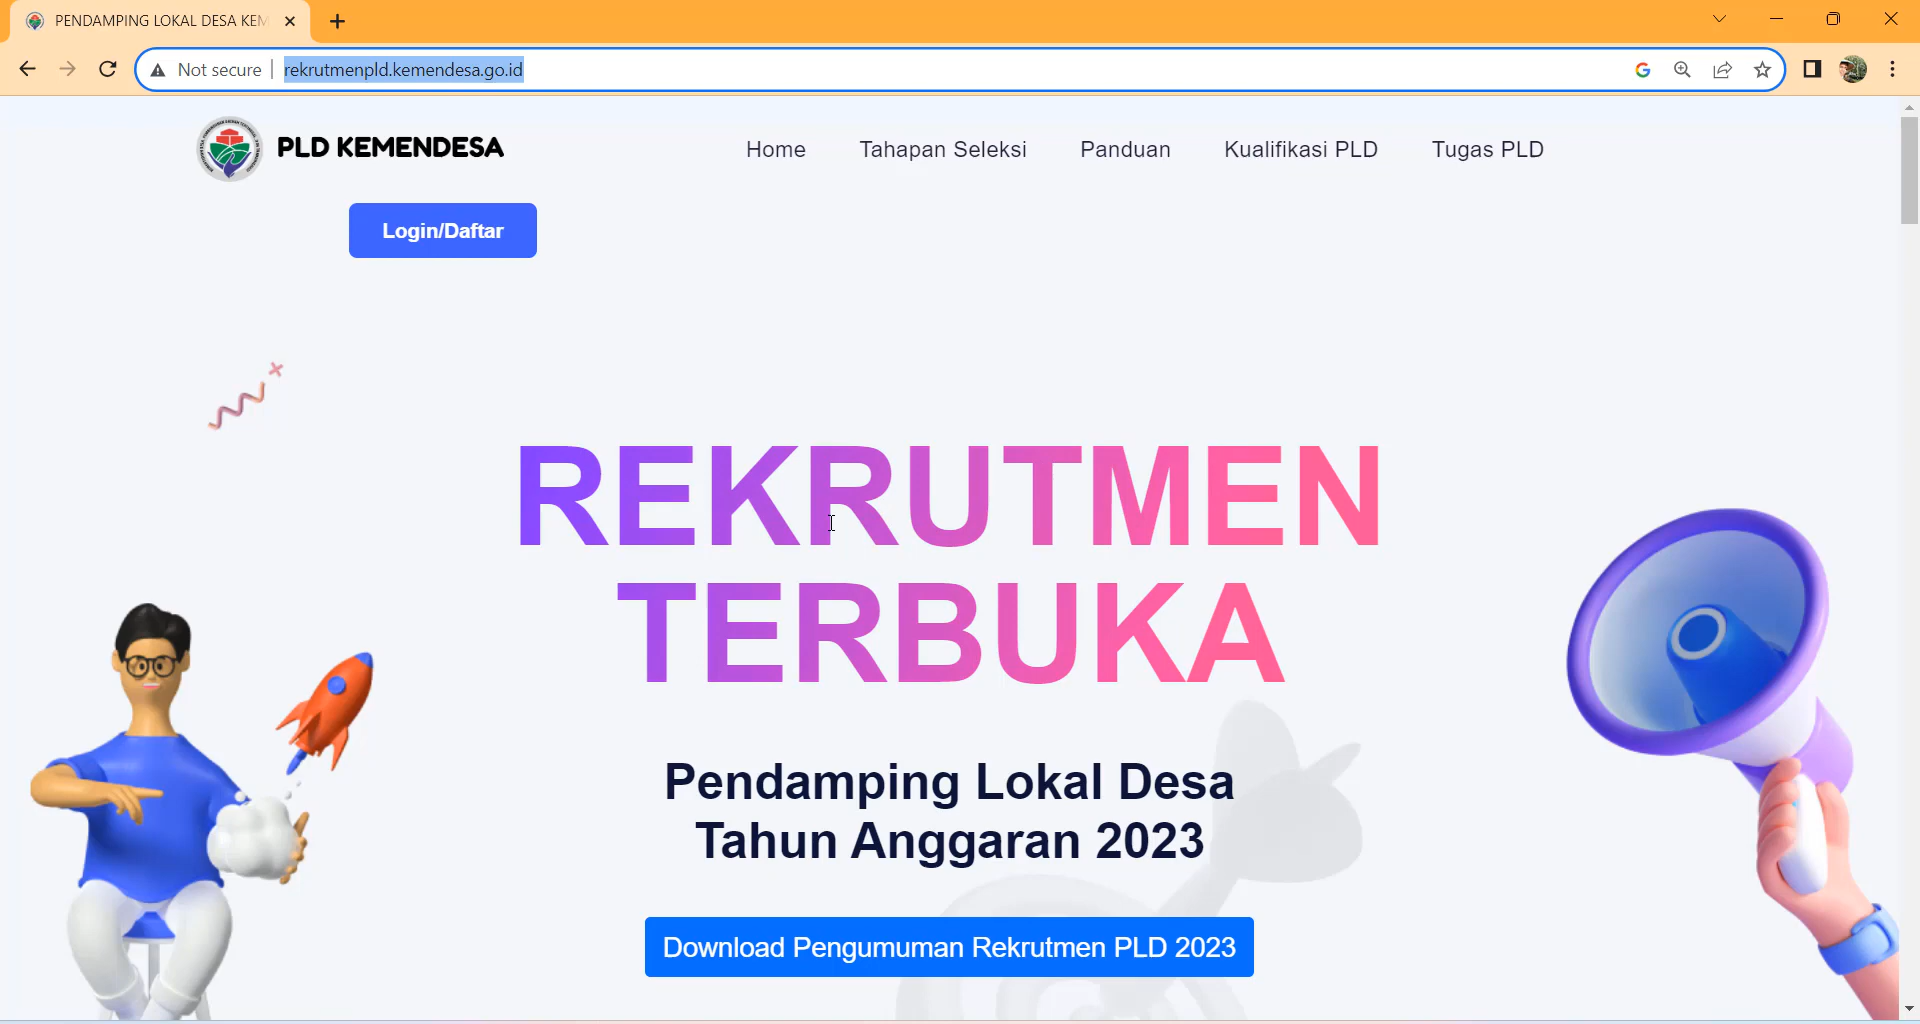 PENDAMPING LOKAL DESA KEM
Not secure
rekrutmenpld.kemendesa.go.id
PLD KEMENDESA
Home
Tahapan Seleksi
Panduan
Kualifikasi PLD
Tugas PLD
Login/Daftar
REKRUTMEN
TERBUKA
Pendamping Lokal Desa
Tahun Anggaran 2023
Download Pengumuman Rekrutmen PLD 2023